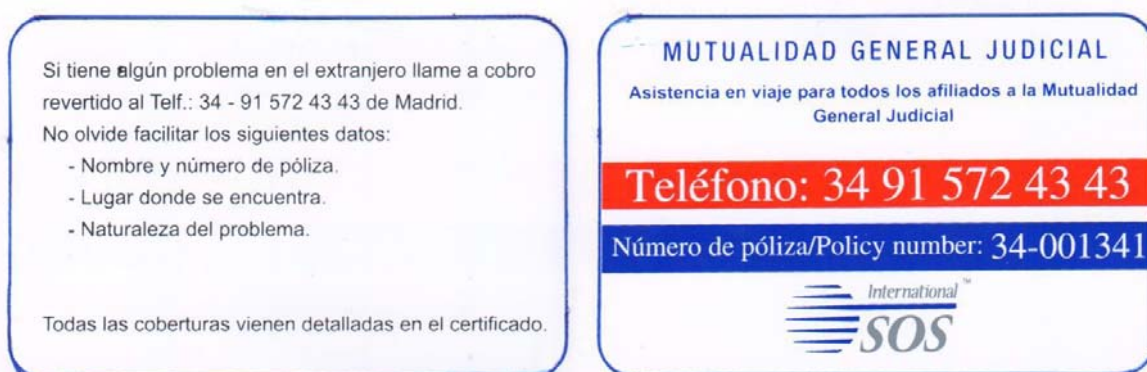 Si tiene algún problema en el extranjero llame a cobro
revertido al Telf.: 34 - 91 572 43 43 de Madrid.
No olvide facilitar los siguientes datos:
- Nombre y número de póliza.
- Lugar donde se encuentra.
- Naturaleza del problema.
Todas las coberturas vienen detalladas en el certificado.
MUTUALIDAD GENERAL JUDICIAL
Asistencia en viaje para todos los afiliados a la Mutualidad
General Judicial
Teléfono: 34 91 572 43 43
Número de póliza/Policy number: 34-001341
International™
SOS